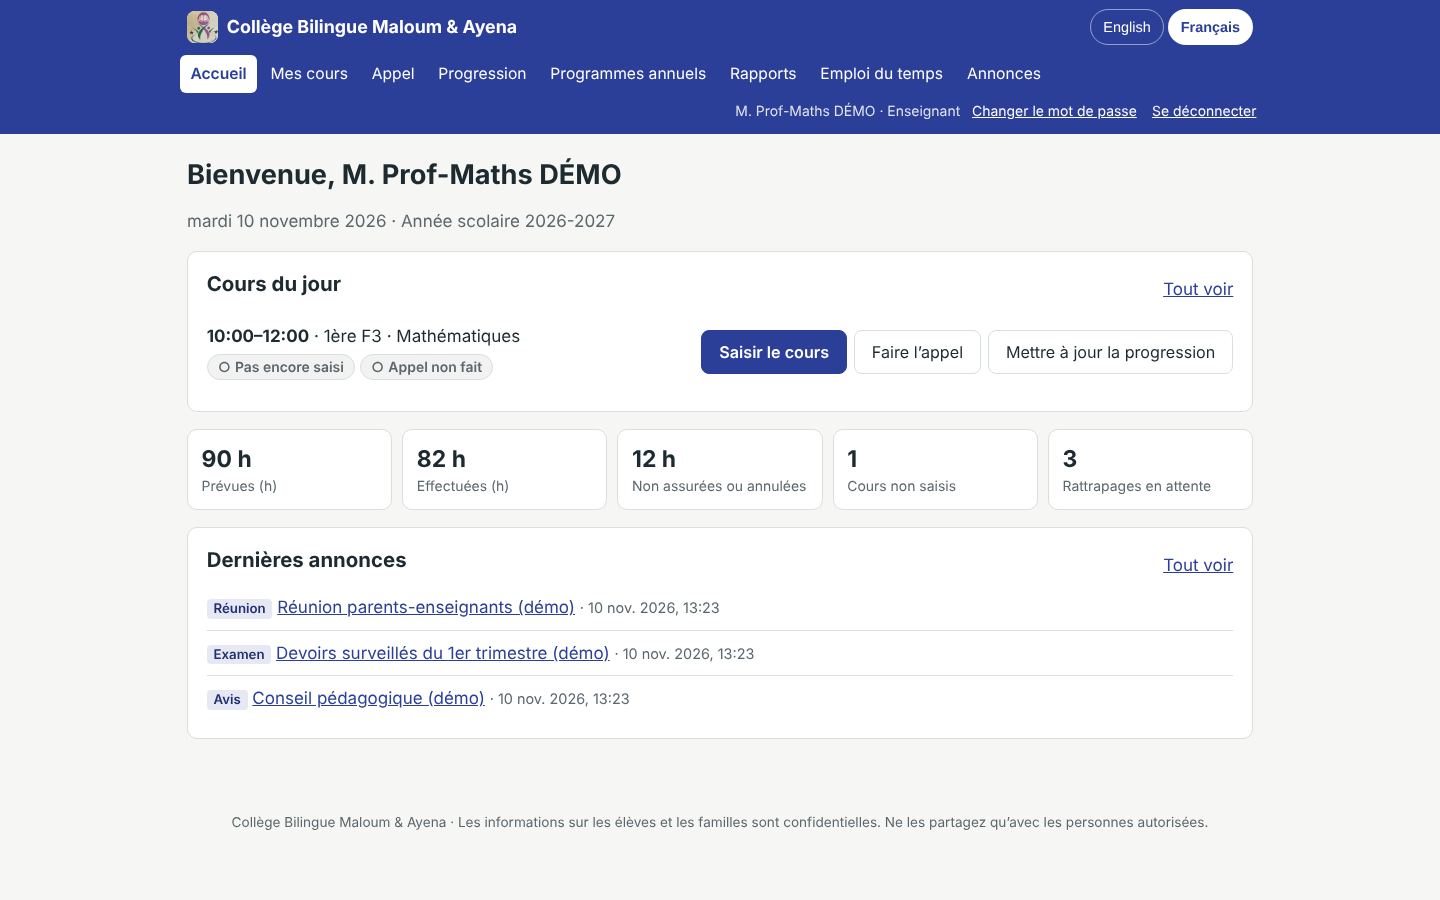 Collège Bilingue Maloum & Ayena
English Français
Accueil Mes cours Appel Progression Programmes annuels Rapports Emploi du temps Annonces
M. Prof-Maths DÉMO · Enseignant Changer le mot de passe Se déconnecter
Bienvenue, M. Prof-Maths DÉMO
mardi 10 novembre 2026 · Année scolaire 2026-2027
Cours du jour
Tout voir
10:00–12:00 · 1ère F3 · Mathématiques
Pas encore saisi Appel non fait
Saisir le cours Faire l’appel Mettre à jour la progression
90 h
Prévues (h)
82 h
Effectuées (h)
12 h
Non assurées ou annulées
1
Cours non saisis
3
Rattrapages en attente
Dernières annonces
Tout voir
Réunion Réunion parents-enseignants (démo) · 10 nov. 2026, 13:23
Examen Devoirs surveillés du 1er trimestre (démo) · 10 nov. 2026, 13:23
Avis Conseil pédagogique (démo) · 10 nov. 2026, 13:23
Collège Bilingue Maloum & Ayena · Les informations sur les élèves et les familles sont confidentielles. Ne les partagez qu’avec les personnes autorisées.